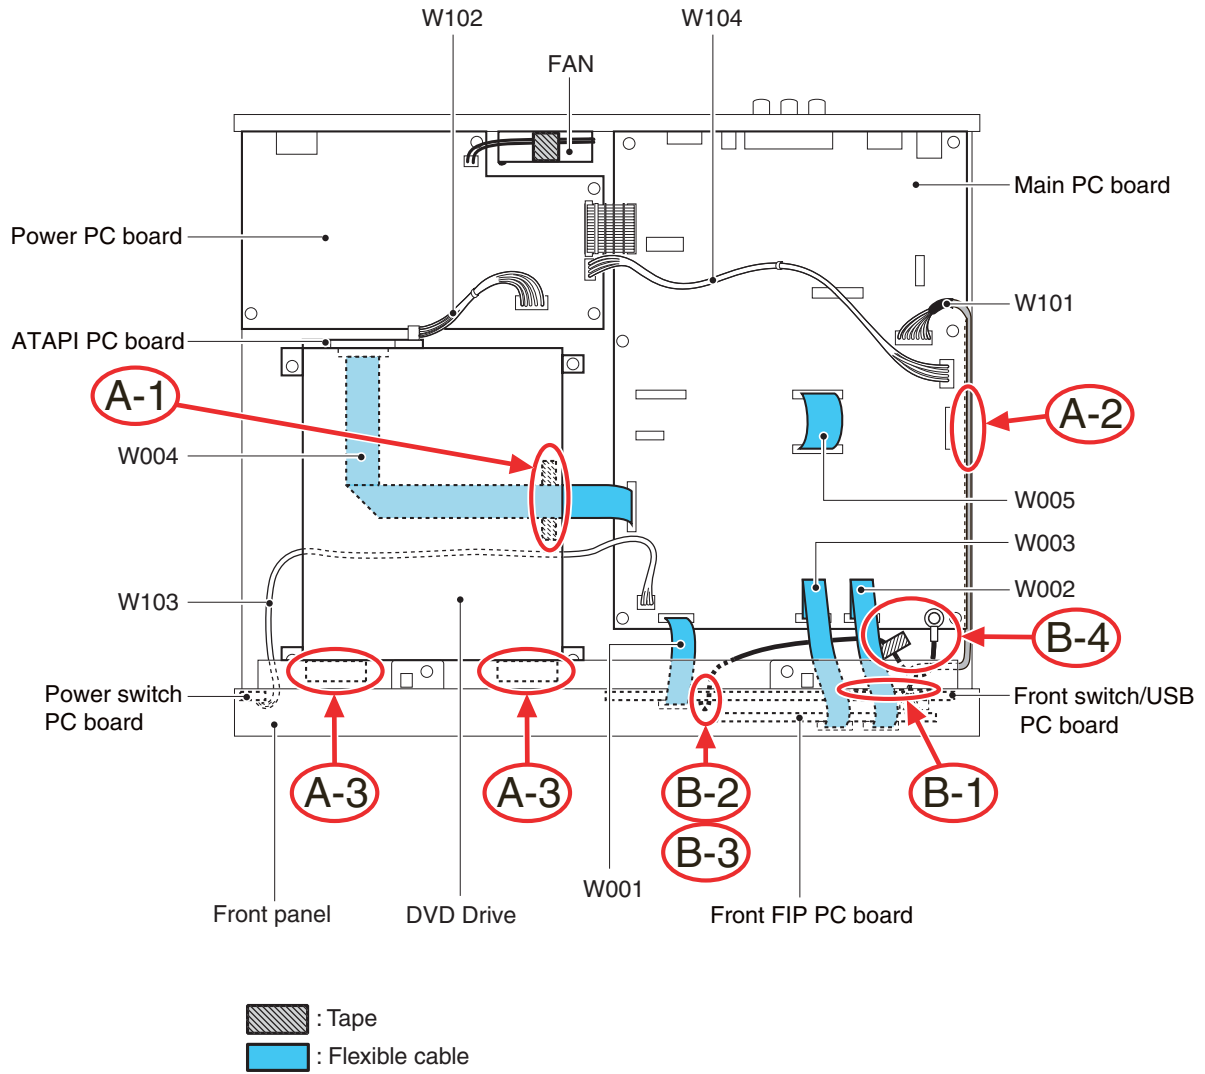 W102
W104
FAN
Main PC board
Power PC board
W101
ATAPI PC board
A-1
A-2
W004
W005
W003
W002
W103
B-4
Power switch
PC board
Front switch/USB
PC board
A-3
A-3
B-2
B-1
B-3
W001
Front panel
DVD Drive
Front FIP PC board
: Tape
: Flexible cable